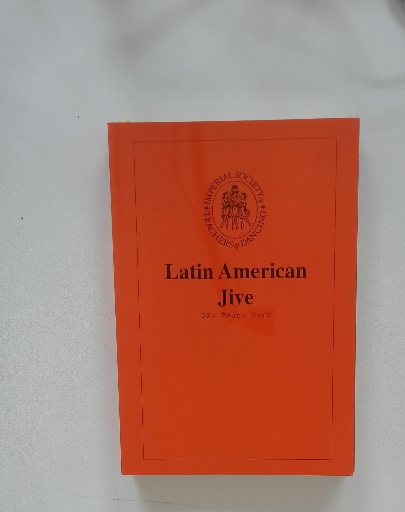 IMPERIAL SOCIETY of
TEACHERS of DANCING
Latin American
Jive
ラテン アメリカン ジャイブ